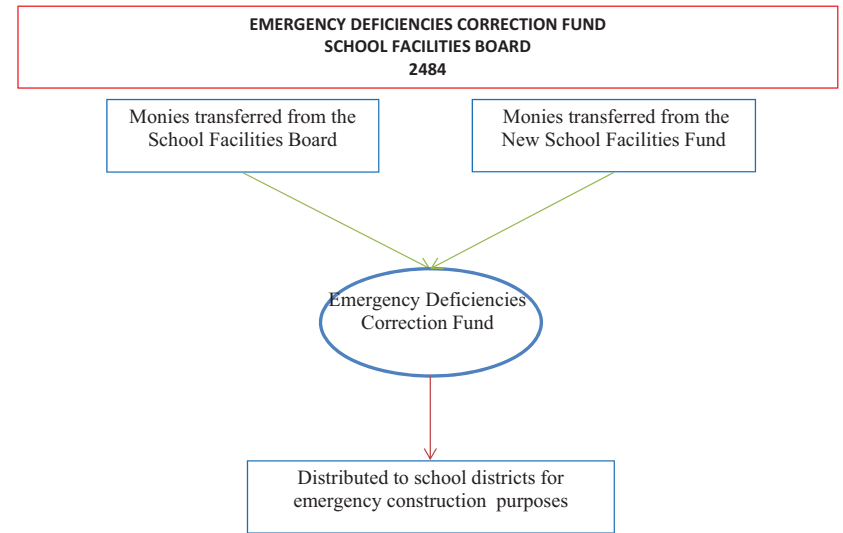 EMERGENCY DEFICIENCIES CORRECTION FUND
SCHOOL FACILITIES BOARD
2484
Monies transferred from the
School Facilities Board
Monies transferred from the
New School Facilities Fund
Emergency Deficiencies
Correction Fund
Distributed to school districts for
emergency construction purposes